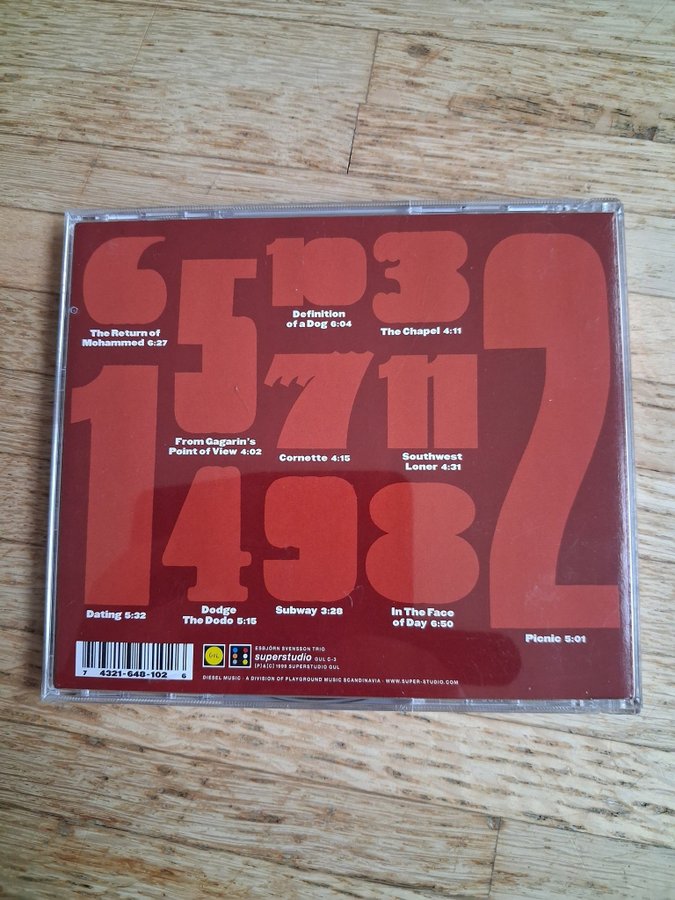 6
The Return of
Mohammed 6:27
5
From Gagarin's
Point of View 4:02
10
Definition
of a Dog 6:04
3
The Chapel 4:11
2
Picnic 5:01
1
Dating 5:32
7
Cornette 4:15
11
Southwest
Loner 4:31
4
Dodge
The Dodo 5:15
9
Subway 3:28
8
In The Face
of Day 6:50
7 4321-648-102 6
GUL
ESBJÖRN SVENSSON TRIO
superstudio GUL C-3
(P)&(C) 1999 SUPERSTUDIO GUL
DIESEL MUSIC - A DIVISION OF PLAYGROUND MUSIC SCANDINAVIA - WWW.SUPER-STUDIO.COM